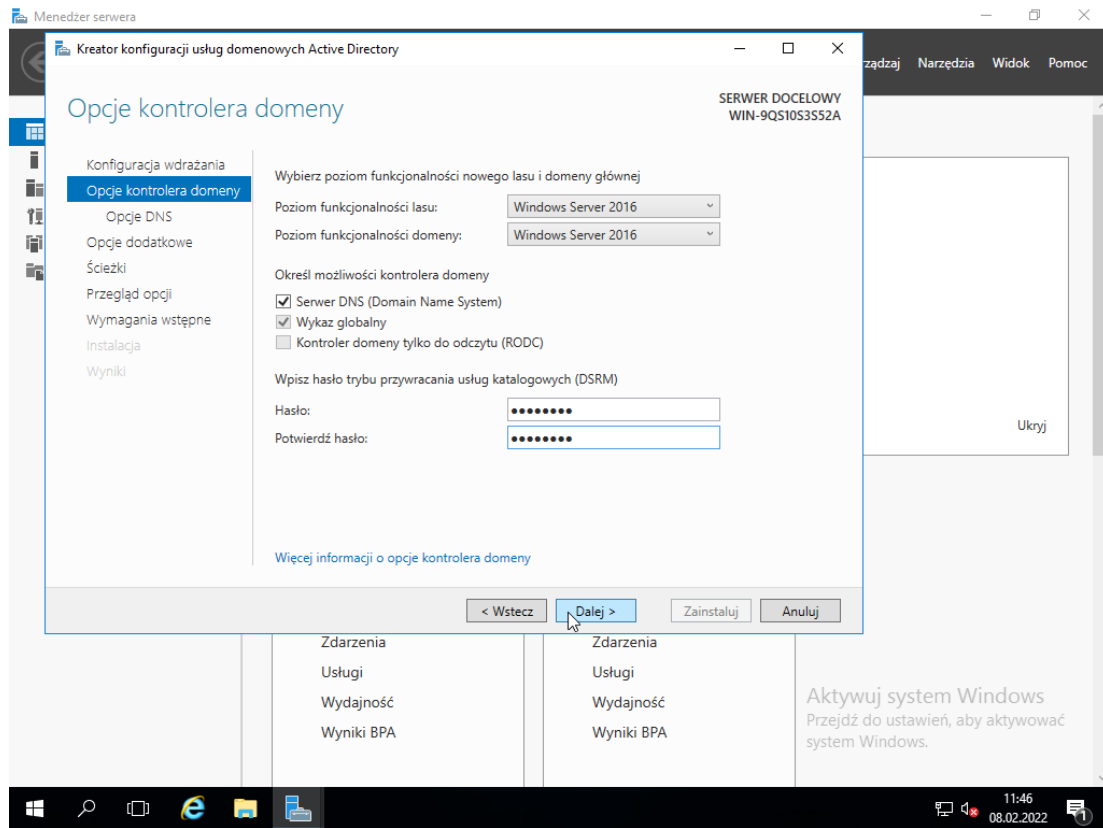 Menedżer serwera
Kreator konfiguracji usług domenowych Active Directory
rządzaj Narzędzia Widok Pomoc
Opcje kontrolera domeny
SERWER DOCELOWY
WIN-9QS10S3S52A
Konfiguracja wdrażania
Opcje kontrolera domeny
Opcje DNS
Opcje dodatkowe
Ścieżki
Przegląd opcji
Wymagania wstępne
Instalacja
Wyniki
Wybierz poziom funkcjonalności nowego lasu i domeny głównej
Poziom funkcjonalności lasu: Windows Server 2016
Poziom funkcjonalności domeny: Windows Server 2016
Określ możliwości kontrolera domeny
Serwer DNS (Domain Name System)
Wykaz globalny
Kontroler domeny tylko do odczytu (RODC)
Wpisz hasło trybu przywracania usług katalogowych (DSRM)
Hasło: ●●●●●●●●
Potwierdź hasło: ●●●●●●●●
Więcej informacji o opcje kontrolera domeny
Ukryj
< Wstecz Dalej > Zainstaluj Anuluj
Zdarzenia Zdarzenia
Usługi Usługi
Wydajność Wydajność
Wyniki BPA Wyniki BPA
Aktywuj system Windows
Przejdź do ustawień, aby aktywować
system Windows.
11:46
08.02.2022
1